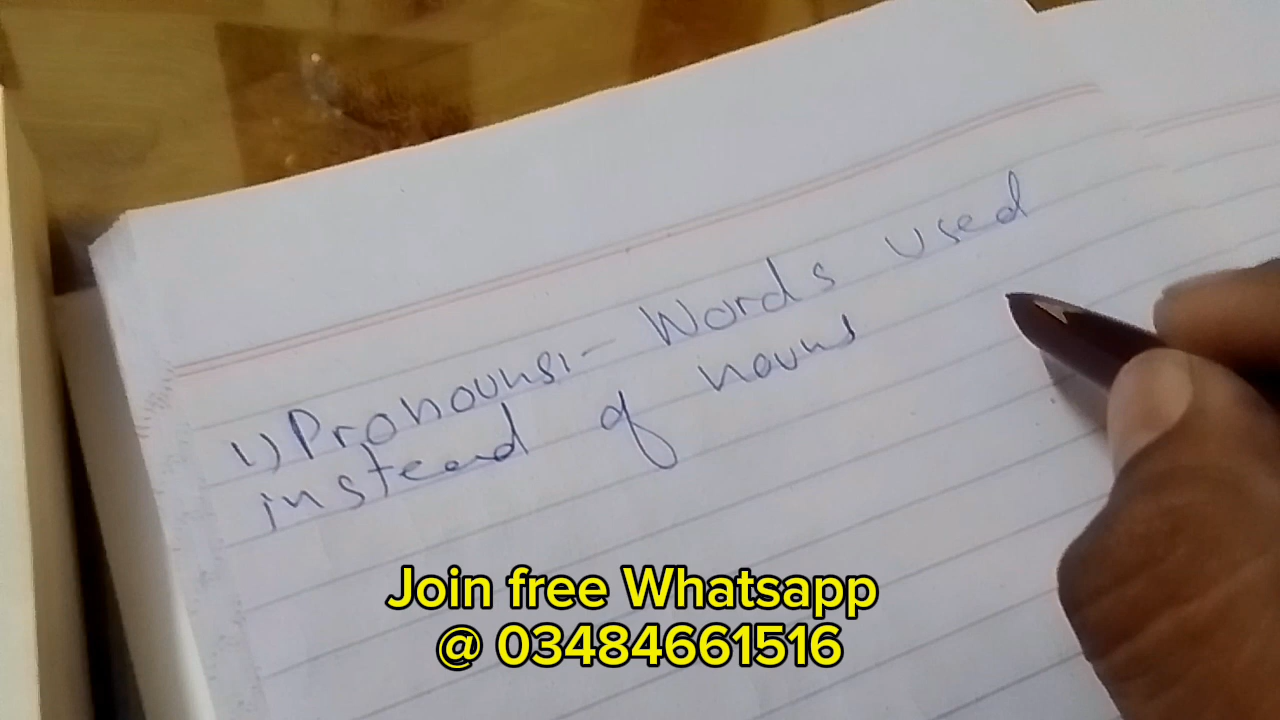 1) Pronouns:- Words used
instead of nouns
Join free Whatsapp
@ 03484661516